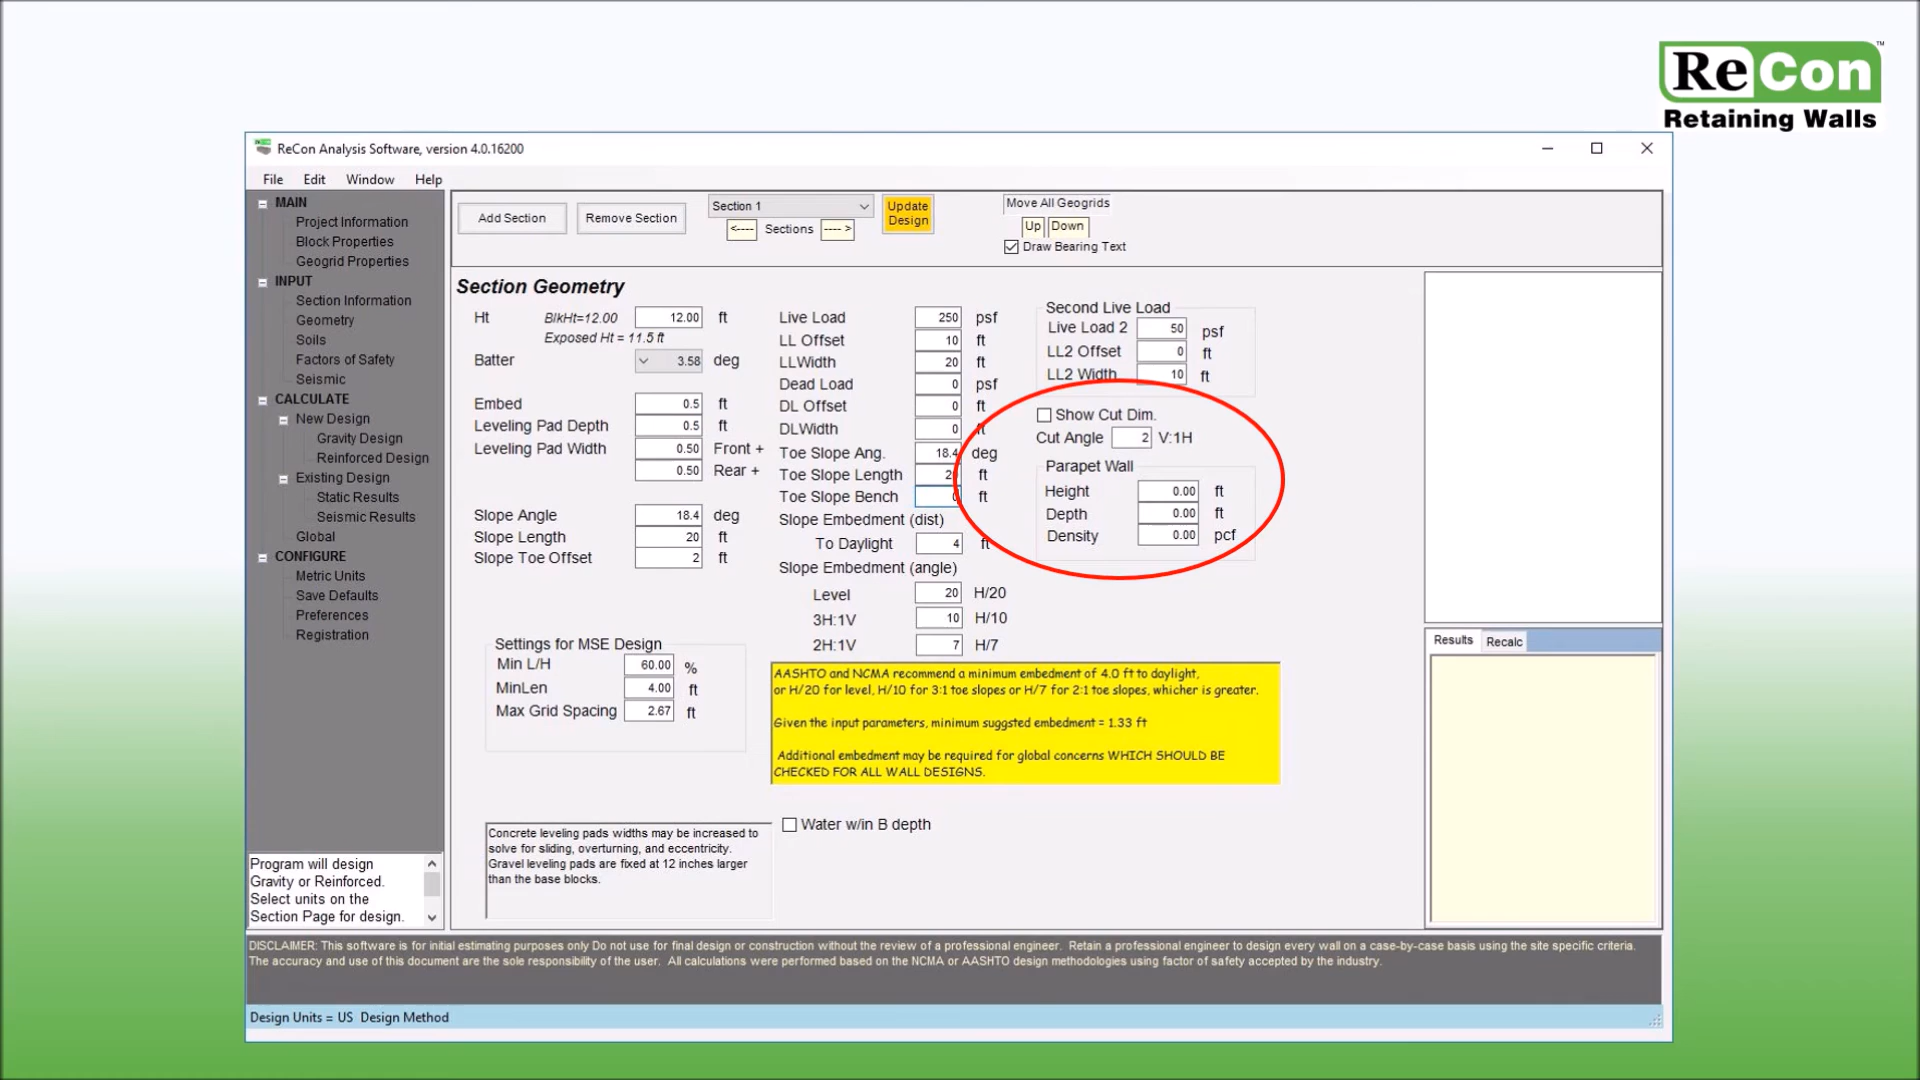 ReCon™
Retaining Walls
ReCon Analysis Software, version 4.0.16200
File Edit Window Help
MAIN
Project Information
Block Properties
Geogrid Properties
INPUT
Section Information
Geometry
Soils
Factors of Safety
Seismic
CALCULATE
New Design
Gravity Design
Reinforced Design
Existing Design
Static Results
Seismic Results
Global
CONFIGURE
Metric Units
Save Defaults
Preferences
Registration
Program will design
Gravity or Reinforced.
Select units on the
Section Page for design.
Add Section Remove Section
Section 1
<---- Sections ---- >
Update
Design
Move All Geogrids
Up Down
Draw Bearing Text
Section Geometry
Ht BlkHt=12.00 12.00 ft
Exposed Ht = 11.5 ft
Batter 3.58 deg
Embed 0.5 ft
Leveling Pad Depth 0.5 ft
Leveling Pad Width 0.50 Front +
0.50 Rear +
Slope Angle 18.4 deg
Slope Length 20 ft
Slope Toe Offset 2 ft
Settings for MSE Design
Min L/H 60.00 %
MinLen 4.00 ft
Max Grid Spacing 2.67 ft
Concrete leveling pads widths may be increased to
solve for sliding, overturning, and eccentricity.
Gravel leveling pads are fixed at 12 inches larger
than the base blocks.
Live Load 250 psf
LL Offset 10 ft
LLWidth 20 ft
Dead Load 0 psf
DL Offset 0 ft
DLWidth 0 ft
Toe Slope Ang. 18.4 deg
Toe Slope Length 20 ft
Toe Slope Bench 0 ft
Slope Embedment (dist)
To Daylight 4 ft
Slope Embedment (angle)
Level 20 H/20
3H:1V 10 H/10
2H:1V 7 H/7
AASHTO and NCMA recommend a minimum embedment of 4.0 ft to daylight,
or H/20 for level, H/10 for 3:1 toe slopes or H/7 for 2:1 toe slopes, whicher is greater.
Given the input parameters, minimum suggsted embedment = 1.33 ft
Additional embedment may be required for global concerns WHICH SHOULD BE
CHECKED FOR ALL WALL DESIGNS.
Water w/in B depth
Second Live Load
Live Load 2 50 psf
LL2 Offset 0 ft
LL2 Width 10 ft
Show Cut Dim.
Cut Angle 2 V:1H
Parapet Wall
Height 0.00 ft
Depth 0.00 ft
Density 0.00 pcf
Results Recalc
DISCLAIMER: This software is for initial estimating purposes only Do not use for final design or construction without the review of a professional engineer. Retain a professional engineer to design every wall on a case-by-case basis using the site specific criteria.
The accuracy and use of this document are the sole responsibility of the user. All calculations were performed based on the NCMA or AASHTO design methodologies using factor of safety accepted by the industry.
Design Units = US Design Method